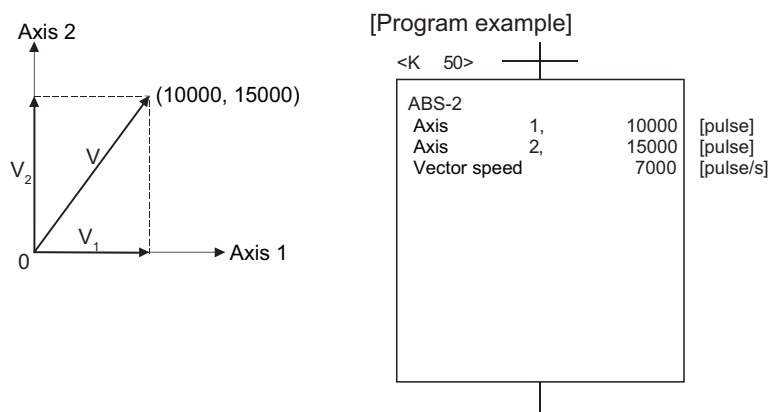 Axis 2
(10000, 15000)
V
V2
V1
0
Axis 1
[Program example]
<K 50>
ABS-2
Axis 1, 10000 [pulse]
Axis 2, 15000 [pulse]
Vector speed 7000 [pulse/s]